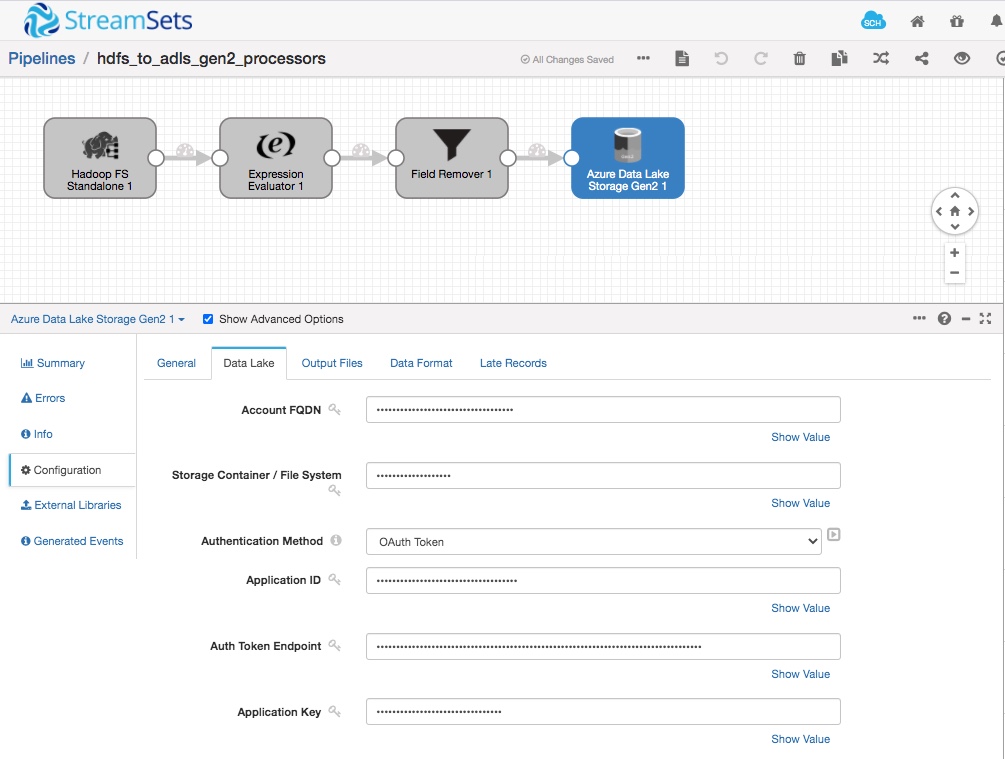 StreamSets
SCH
Pipelines / hdfs_to_adls_gen2_processors
All Changes Saved
Hadoop FS
Standalone 1
Expression
Evaluator 1
Field Remover 1
Azure Data Lake
Storage Gen2 1
Azure Data Lake Storage Gen2 1
Show Advanced Options
Summary
Errors
Info
Configuration
External Libraries
Generated Events
General
Data Lake
Output Files
Data Format
Late Records
Account FQDN
Show Value
Storage Container / File System
Show Value
Authentication Method
OAuth Token
Application ID
Show Value
Auth Token Endpoint
Show Value
Application Key
Show Value